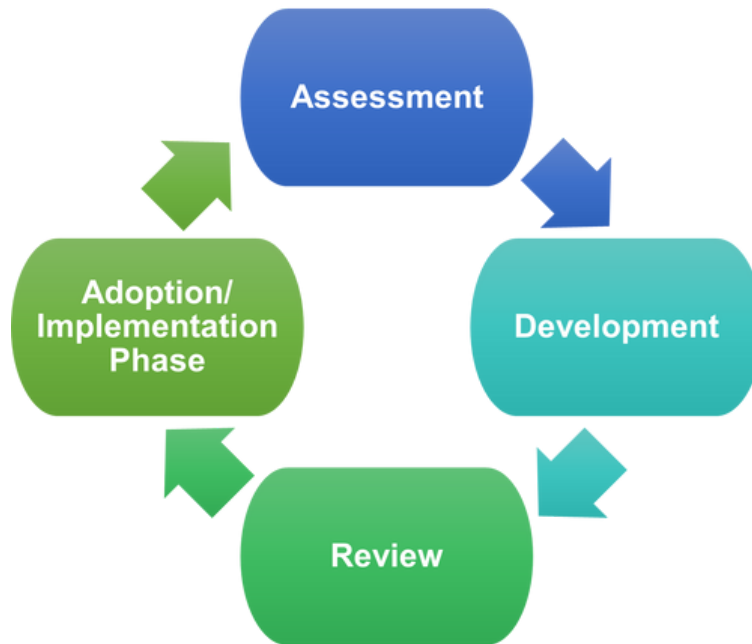 Assessment
Development
Review
Adoption/
Implementation
Phase